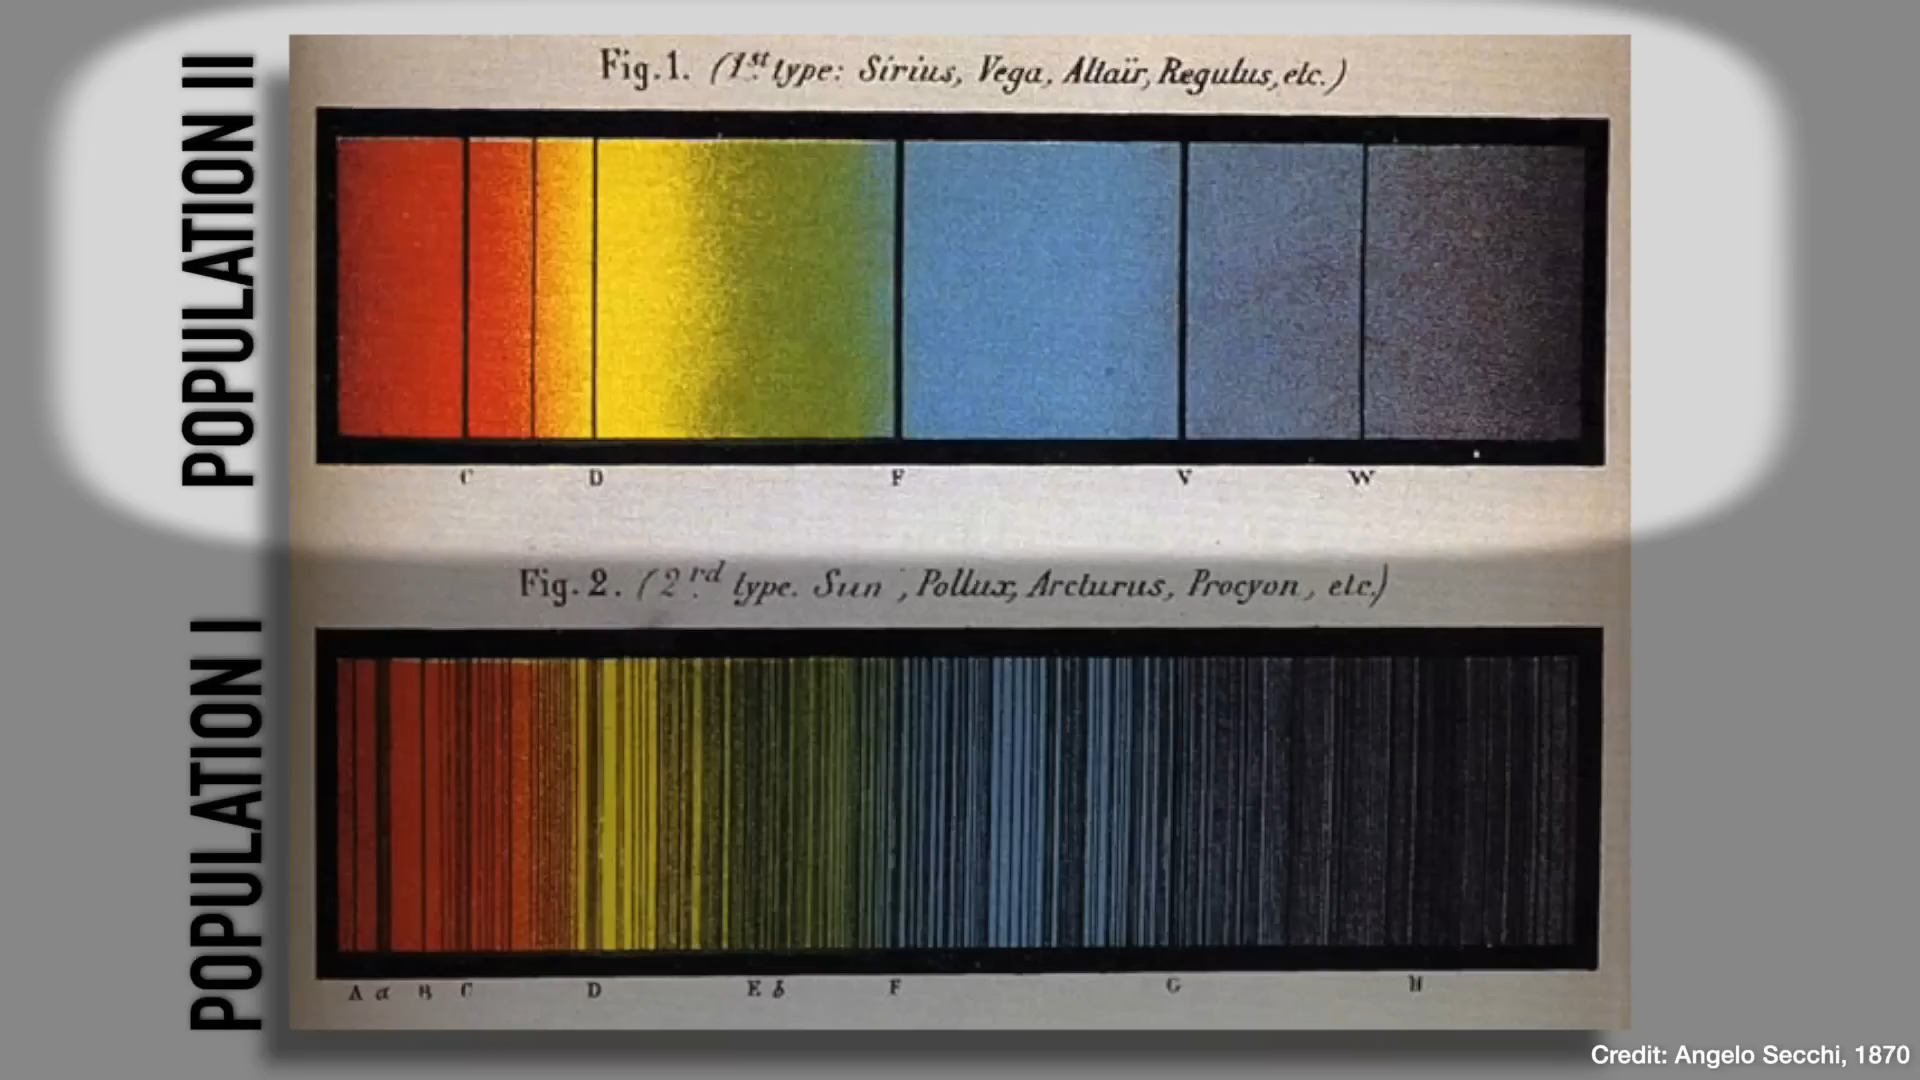 POPULATION II
Fig.1. (1st type: Sirius, Vega, Altaïr, Regulus, etc.)
C D F V W
POPULATION I
Fig. 2. (2rd type. Sun , Pollux, Arcturus, Procyon, etc.)
A a B C D E b F G H
Credit: Angelo Secchi, 1870